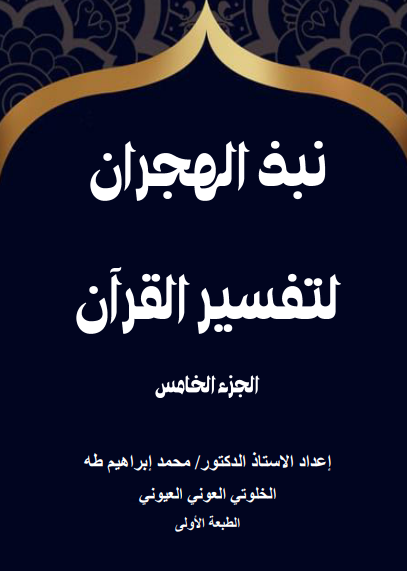 نبذ الهجران
لتفسير القرآن
الجزء الخامس
إعداد الاستاذ الدكتور/ محمد إبراهيم طه
الخلوتي العوني العيوني
الطبعة الأولى